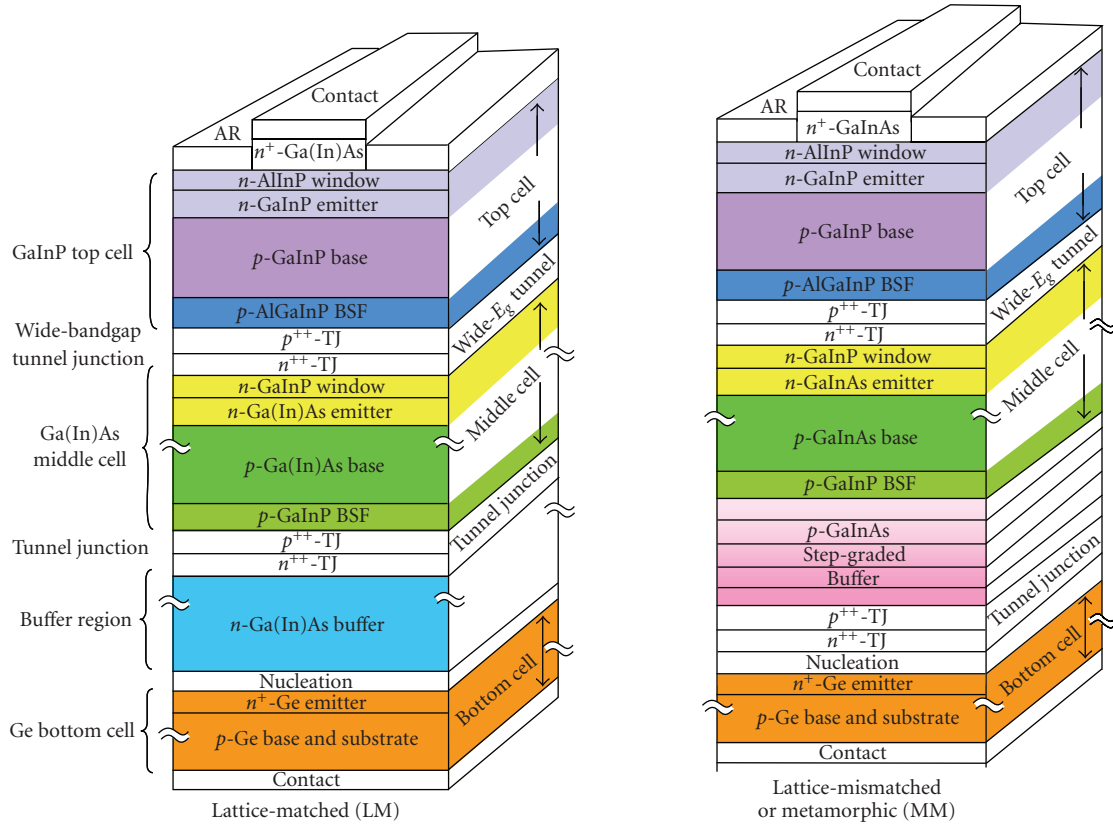 Contact
AR
n⁺-Ga(In)As
n-AlInP window
n-GaInP emitter
p-GaInP base
p-AlGaInP BSF
p⁺⁺-TJ
n⁺⁺-TJ
n-GaInP window
n-Ga(In)As emitter
p-Ga(In)As base
p-GaInP BSF
p⁺⁺-TJ
n⁺⁺-TJ
n-Ga(In)As buffer
Nucleation
n⁺-Ge emitter
p-Ge base and substrate
Contact
GaInP top cell
Wide-bandgap
tunnel junction
Ga(In)As
middle cell
Tunnel junction
Buffer region
Ge bottom cell
Top cell
Wide-Eg tunnel
Middle cell
Tunnel junction
Bottom cell
Lattice-matched (LM)
Contact
AR
n⁺-GaInAs
n-AlInP window
n-GaInP emitter
p-GaInP base
p-AlGaInP BSF
p⁺⁺-TJ
n⁺⁺-TJ
n-GaInP window
n-GaInAs emitter
p-GaInAs base
p-GaInP BSF
p-GaInAs
Step-graded
Buffer
p⁺⁺-TJ
n⁺⁺-TJ
Nucleation
n⁺-Ge emitter
p-Ge base and substrate
Contact
Top cell
Wide-Eg tunnel
Middle cell
Tunnel junction
Bottom cell
Lattice-mismatched
or metamorphic (MM)